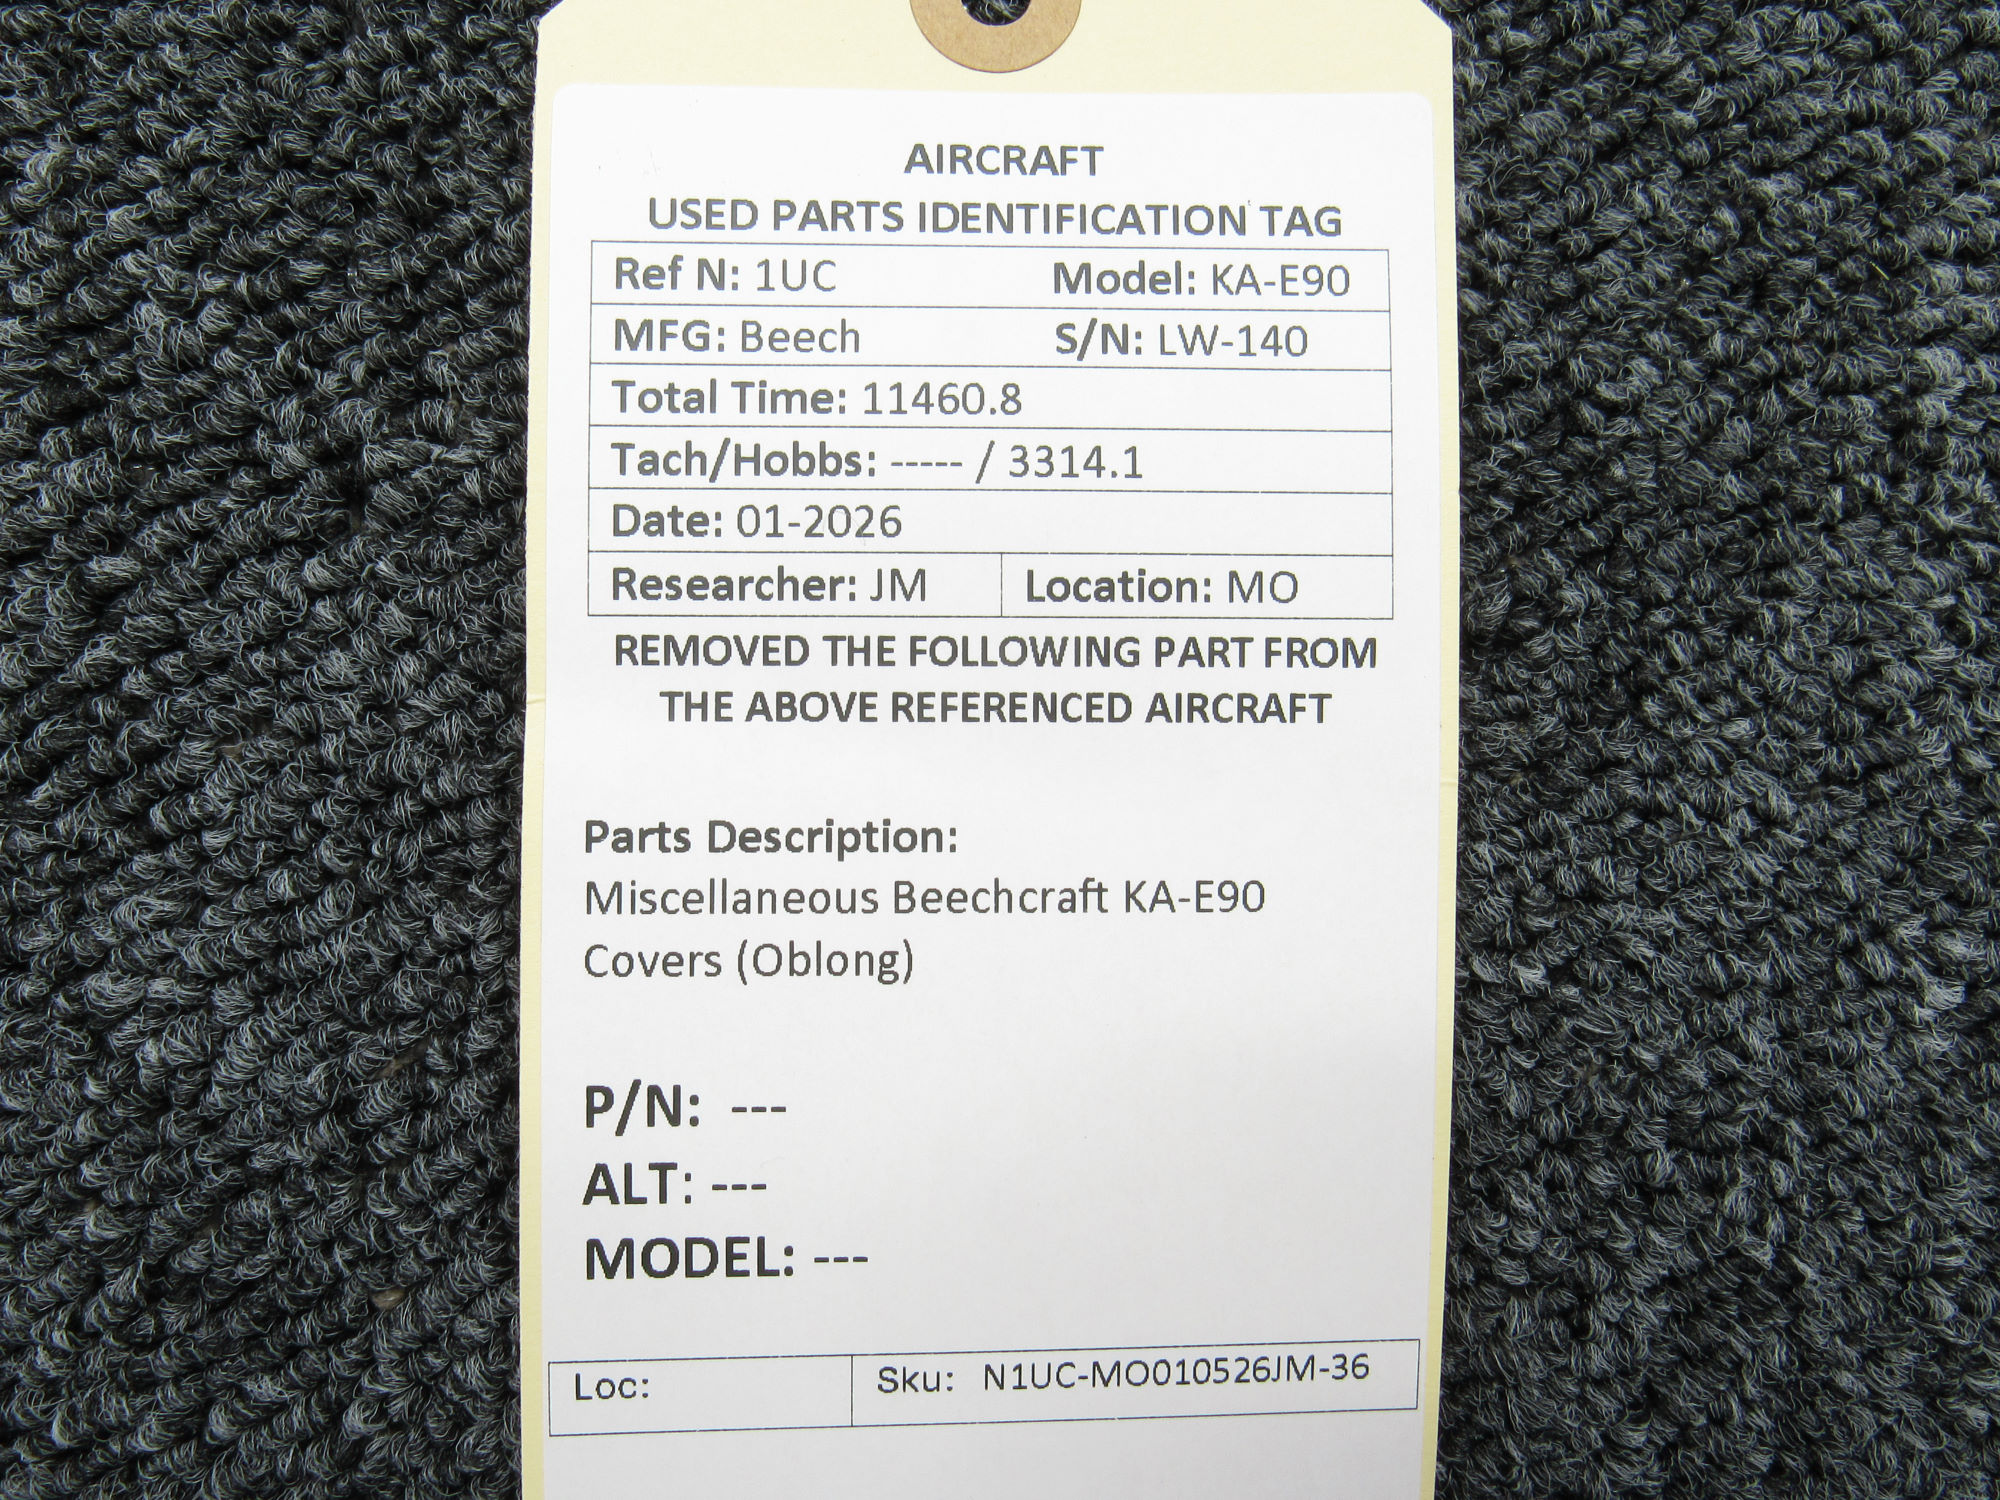 AIRCRAFT
USED PARTS IDENTIFICATION TAG
Ref N: 1UC Model: KA-E90
MFG: Beech S/N: LW-140
Total Time: 11460.8
Tach/Hobbs: ----- / 3314.1
Date: 01-2026
Researcher: JM Location: MO
REMOVED THE FOLLOWING PART FROM
THE ABOVE REFERENCED AIRCRAFT
Parts Description:
Miscellaneous Beechcraft KA-E90
Covers (Oblong)
P/N: ---
ALT: ---
MODEL: ---
Loc: Sku: N1UC-MO010526JM-36